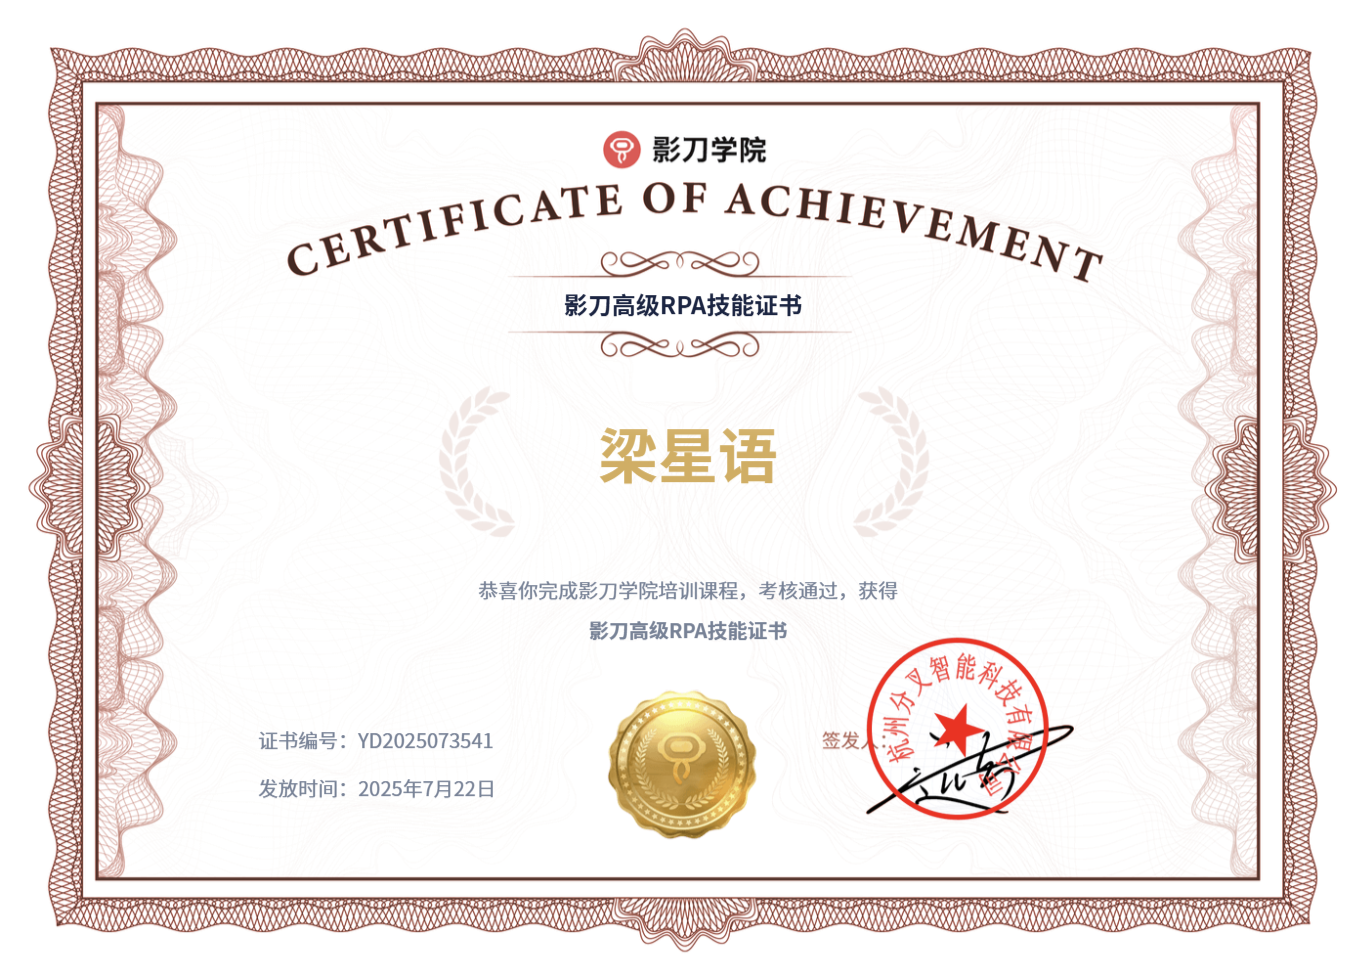 影刀学院
CERTIFICATE OF ACHIEVEMENT
影刀高级RPA技能证书
梁星语
恭喜你完成影刀学院培训课程，考核通过，获得
影刀高级RPA技能证书
证书编号：YD2025073541
发放时间：2025年7月22日
签发人：
杭州分叉智能科技有限公司